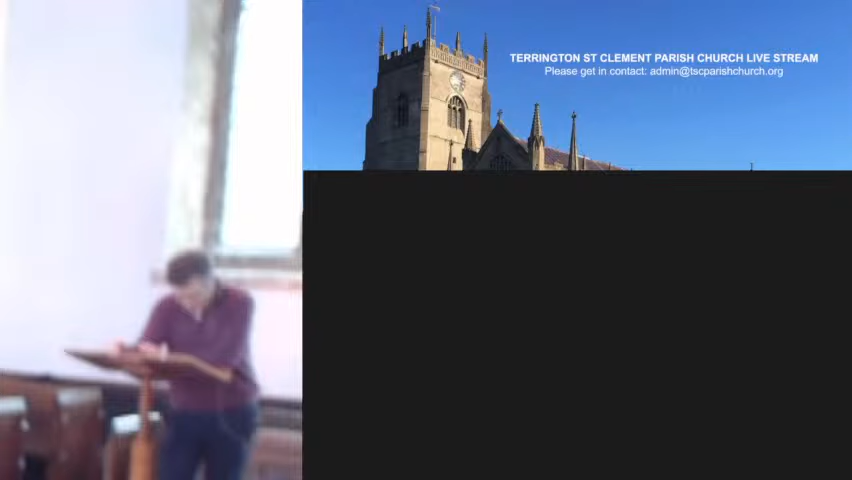 TERRINGTON ST CLEMENT PARISH CHURCH LIVE STREAM
Please get in contact: admin@tscparishchurch.org